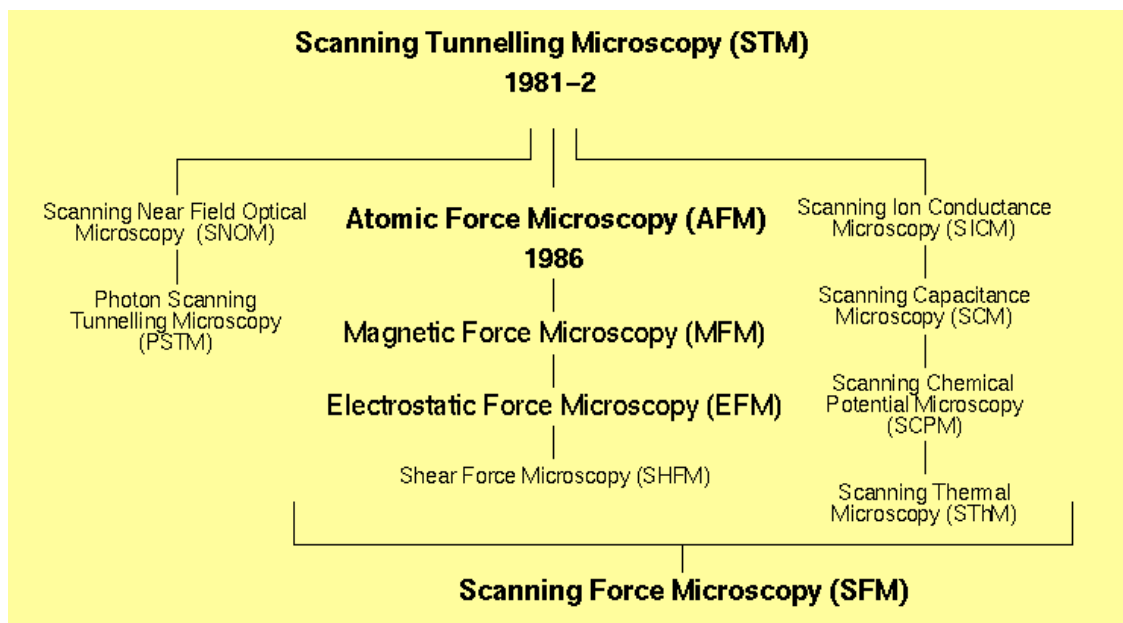 Scanning Tunnelling Microscopy (STM)
1981–2
Scanning Near Field Optical
Microscopy (SNOM)
Photon Scanning
Tunnelling Microscopy
(PSTM)
Atomic Force Microscopy (AFM)
1986
Magnetic Force Microscopy (MFM)
Electrostatic Force Microscopy (EFM)
Shear Force Microscopy (SHFM)
Scanning Ion Conductance
Microscopy (SICM)
Scanning Capacitance
Microscopy (SCM)
Scanning Chemical
Potential Microscopy
(SCPM)
Scanning Thermal
Microscopy (SThM)
Scanning Force Microscopy (SFM)